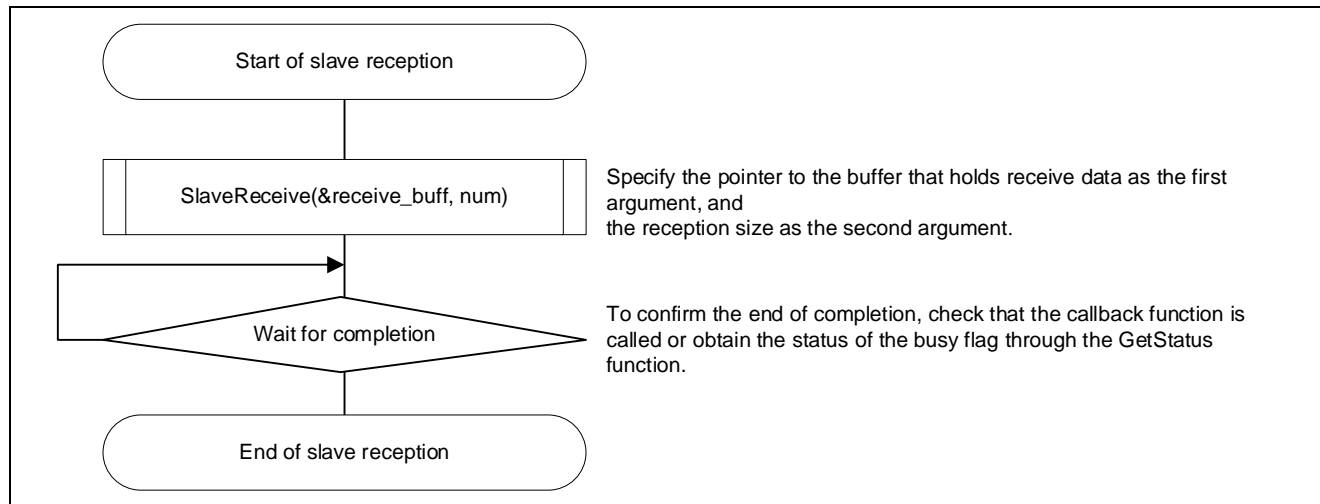 Start of slave reception
SlaveReceive(&receive_buff, num)
Specify the pointer to the buffer that holds receive data as the first
argument, and
the reception size as the second argument.
Wait for completion
To confirm the end of completion, check that the callback function is
called or obtain the status of the busy flag through the GetStatus
function.
End of slave reception